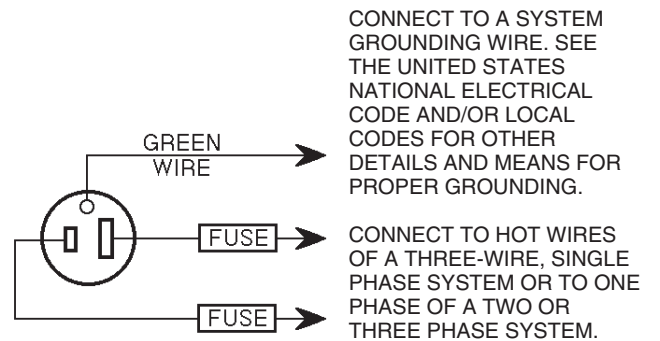 CONNECT TO A SYSTEM
GROUNDING WIRE. SEE
THE UNITED STATES
NATIONAL ELECTRICAL
CODE AND/OR LOCAL
CODES FOR OTHER
DETAILS AND MEANS FOR
PROPER GROUNDING.
GREEN
WIRE
FUSE
CONNECT TO HOT WIRES
OF A THREE-WIRE, SINGLE
PHASE SYSTEM OR TO ONE
PHASE OF A TWO OR
THREE PHASE SYSTEM.
FUSE